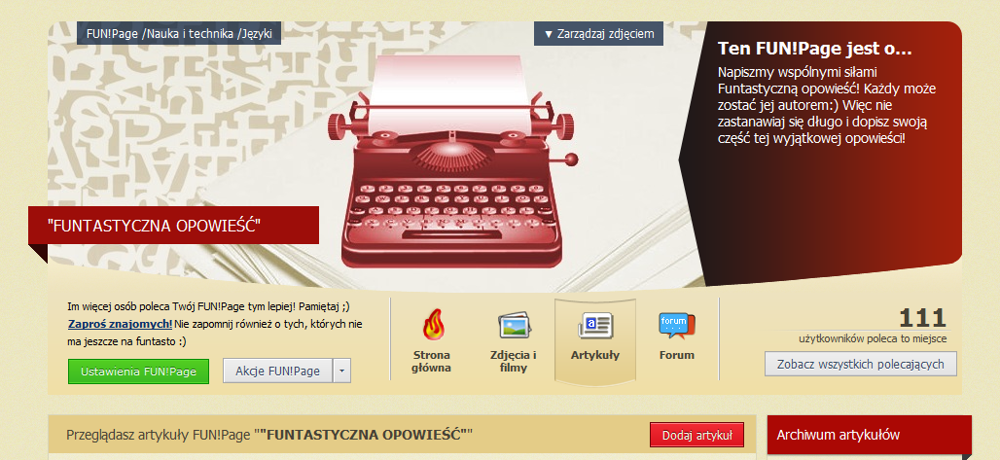 FUN!Page /Nauka i technika /Języki
▼ Zarządzaj zdjęciem
Ten FUN!Page jest o...
Napiszmy wspólnymi siłami
Funtastyczną opowieść! Każdy może
zostać jej autorem:) Więc nie
zastanawiaj się długo i dopisz swoją
część tej wyjątkowej opowieści!
"FUNTASTYCZNA OPOWIEŚĆ"
Im więcej osób poleca Twój FUN!Page tym lepiej! Pamiętaj ;)
Zaproś znajomych! Nie zapomnij również o tych, których nie
ma jeszcze na funtasto :)
Ustawienia FUN!Page
Akcje FUN!Page
Strona
główna
Zdjęcia i
filmy
Artykuły
forum
Forum
111
użytkowników poleca to miejsce
Zobacz wszystkich polecających
Przeglądasz artykuły FUN!Page ""FUNTASTYCZNA OPOWIEŚĆ""
Dodaj artykuł
Archiwum artykułów